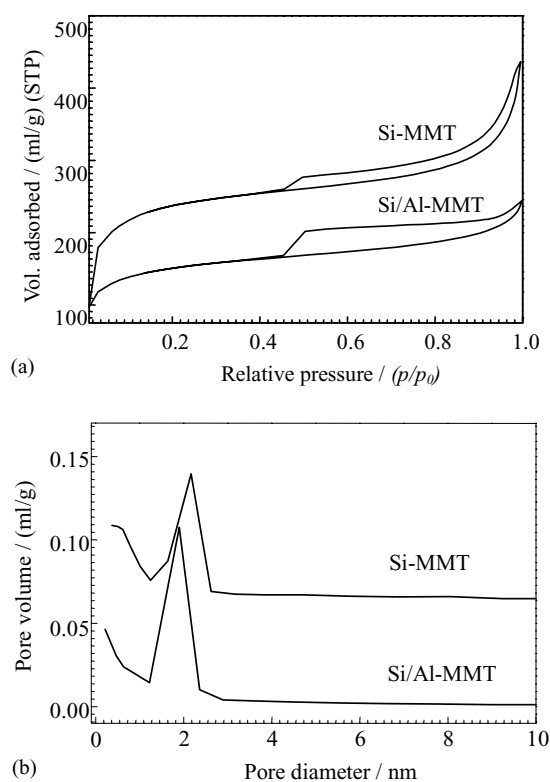 500
400
300
200
100
Vol. adsorbed / (ml/g) (STP)
Si-MMT
Si/Al-MMT
0.2 0.4 0.6 0.8 1.0
(a)
Relative pressure / (p/p0)
0.15
0.10
0.05
0.00
Pore volume / (ml/g)
Si-MMT
Si/Al-MMT
0 2 4 6 8 10
(b)
Pore diameter / nm